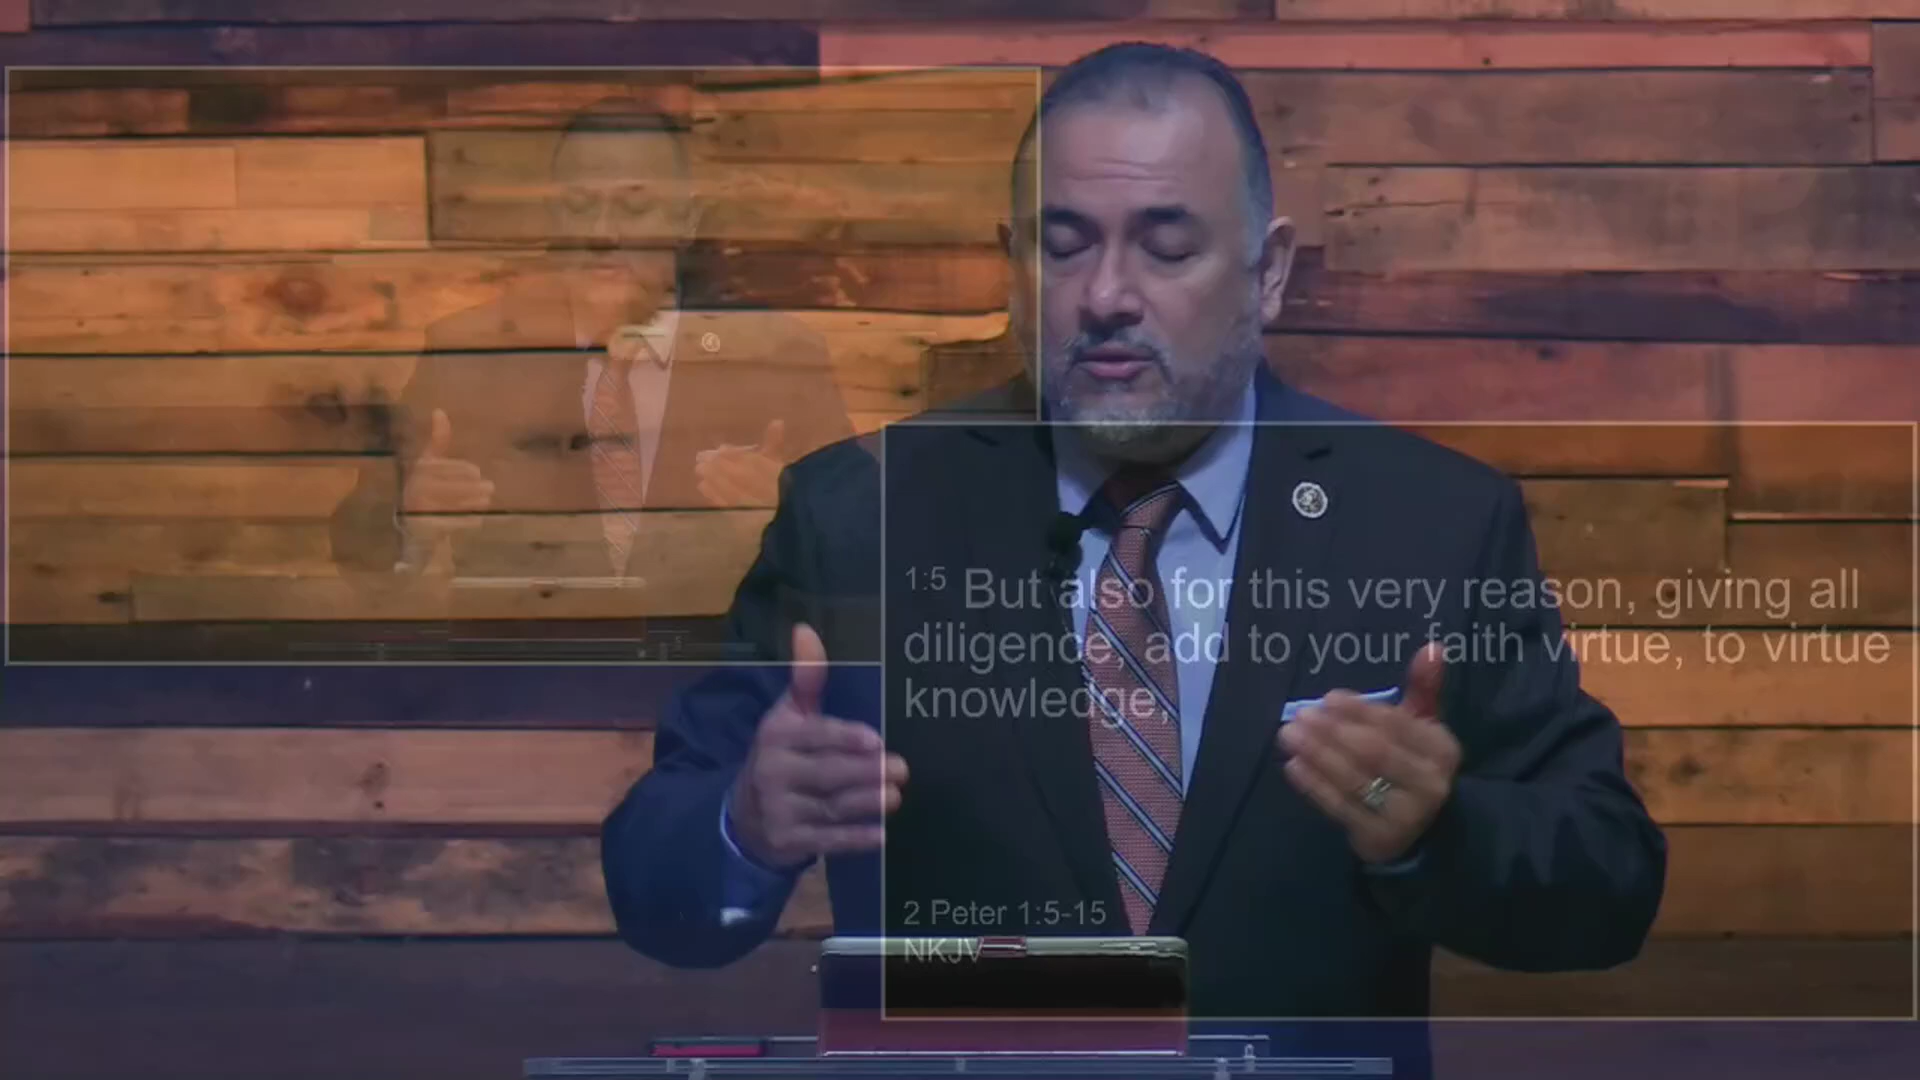 1:5 But also for this very reason, giving all
diligence, add to your faith virtue, to virtue
knowledge,
2 Peter 1:5-15
NKJV